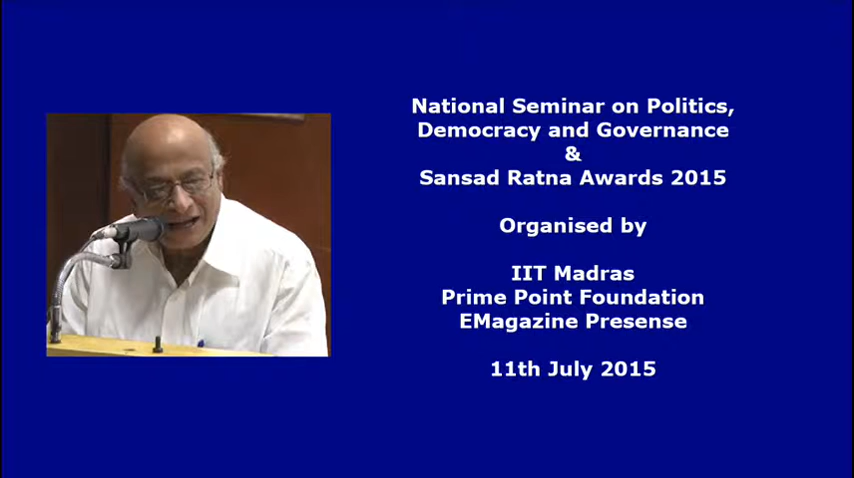 National Seminar on Politics,
Democracy and Governance
&
Sansad Ratna Awards 2015
Organised by
IIT Madras
Prime Point Foundation
EMagazine Presense
11th July 2015